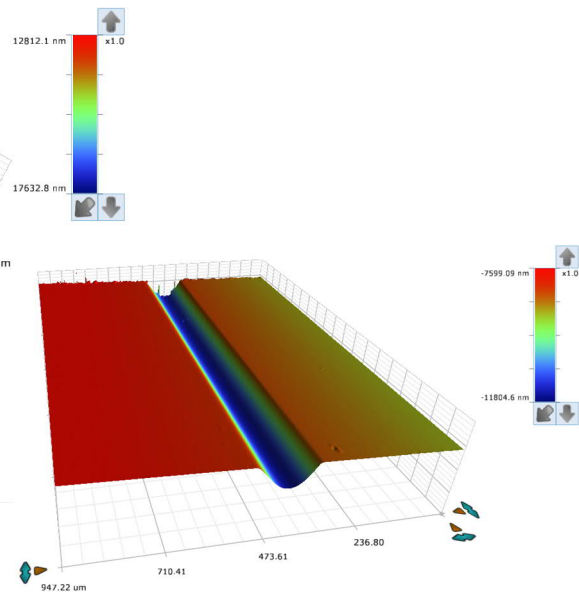 12812.1 nm
x1.0
17632.8 nm
m
-7599.09 nm
x1.0
-11804.6 nm
236.80
473.61
710.41
947.22 um